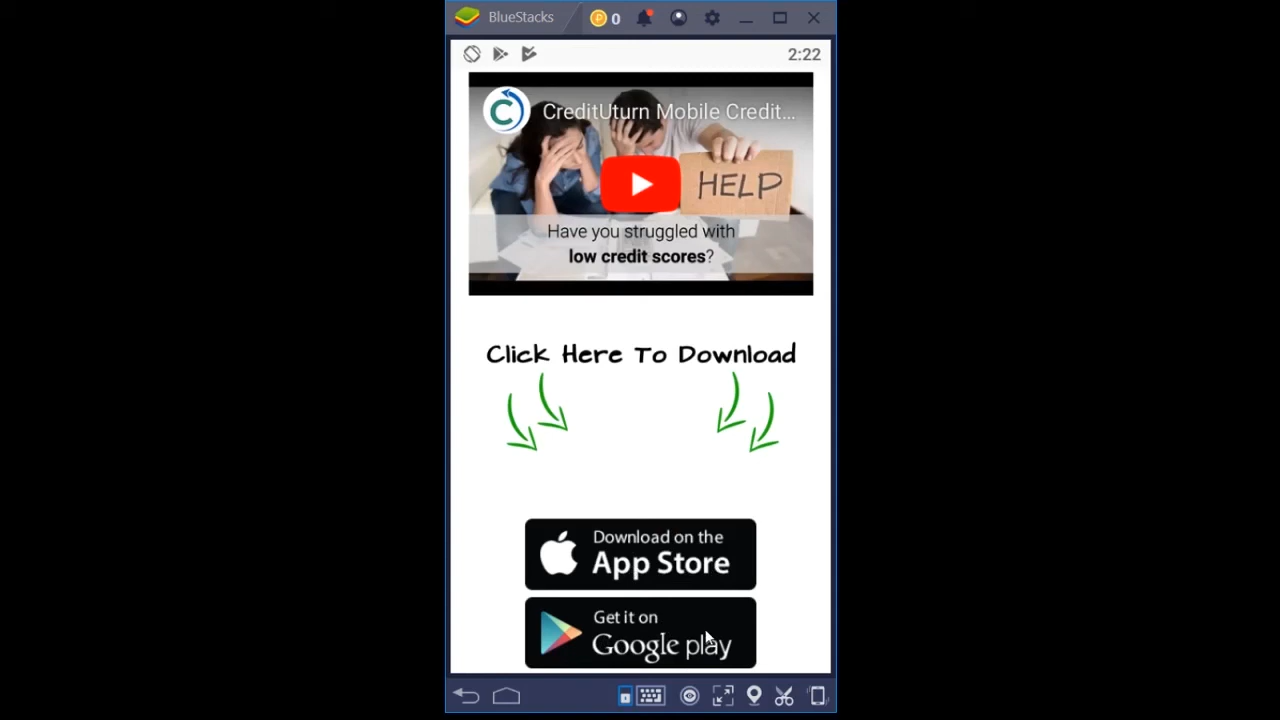 BlueStacks
0
2:22
CreditUturn Mobile Credit...
HELP
Have you struggled with
low credit scores?
Click Here To Download
Download on the
App Store
Get it on
Google play